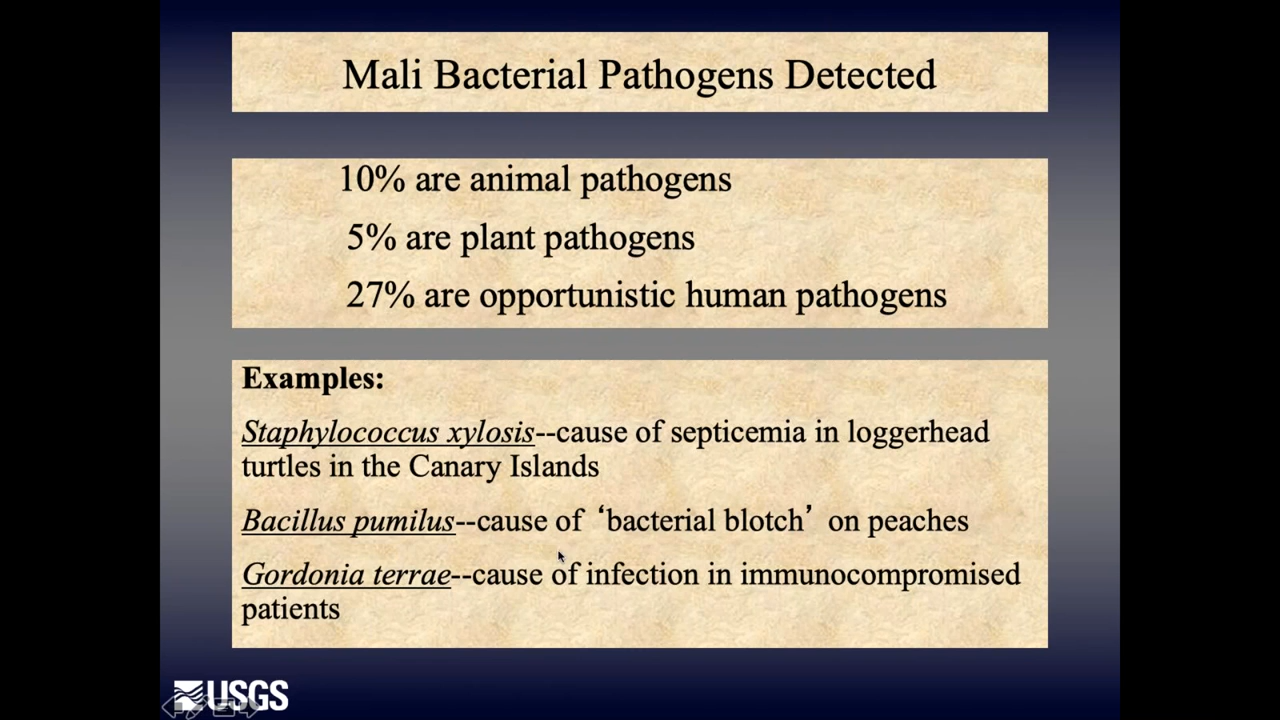 Mali Bacterial Pathogens Detected
10% are animal pathogens
5% are plant pathogens
27% are opportunistic human pathogens
Examples:
Staphylococcus xylosis--cause of septicemia in loggerhead
turtles in the Canary Islands
Bacillus pumilus--cause of ‘bacterial blotch’ on peaches
Gordonia terrae--cause of infection in immunocompromised
patients
USGS